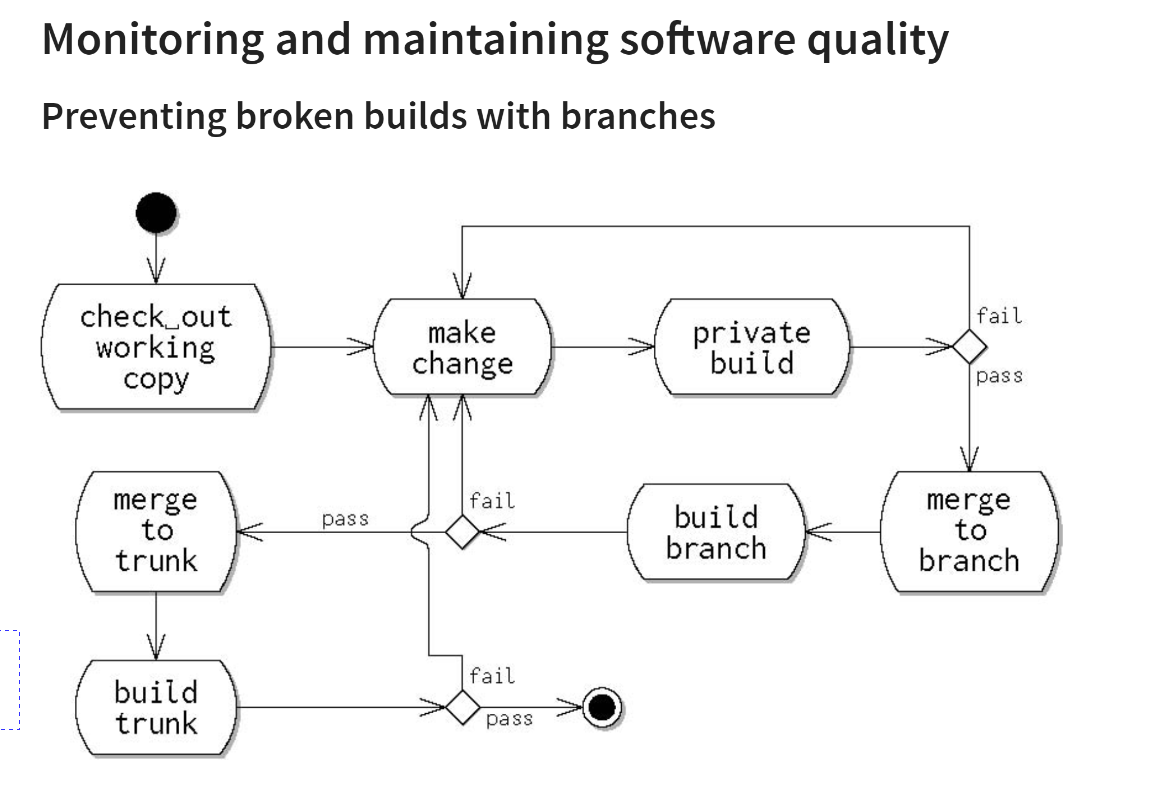 Monitoring and maintaining software quality
Preventing broken builds with branches
check␣out
working
copy
make
change
private
build
fail
pass
merge
to
trunk
pass
fail
build
branch
merge
to
branch
build
trunk
fail
pass